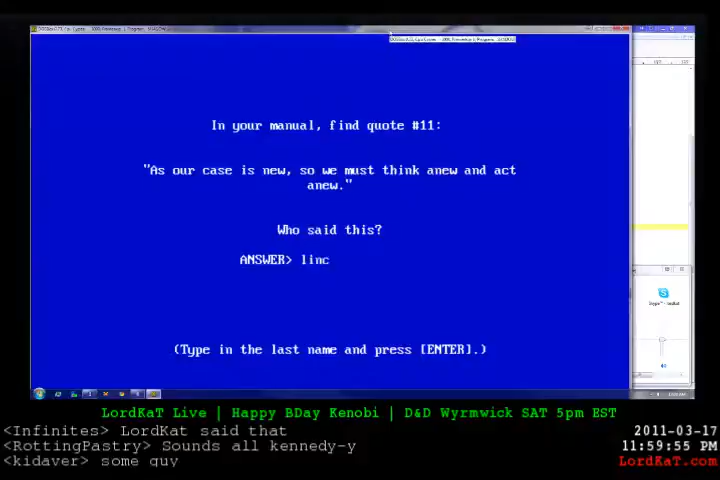 In your manual, find quote #11:
"As our case is new, so we must think anew and act
anew."
Who said this?
ANSWER> linc
(Type in the last name and press [ENTER].)
LordKaT Live | Happy BDay Kenobi | D&D Wyrmwick SAT 5pm EST
<Infinites> LordKat said that
<RottingPastry> Sounds all kennedy-y
<kidaver> some guy
2011-03-17
11:59:55 PM
LordKaT.com